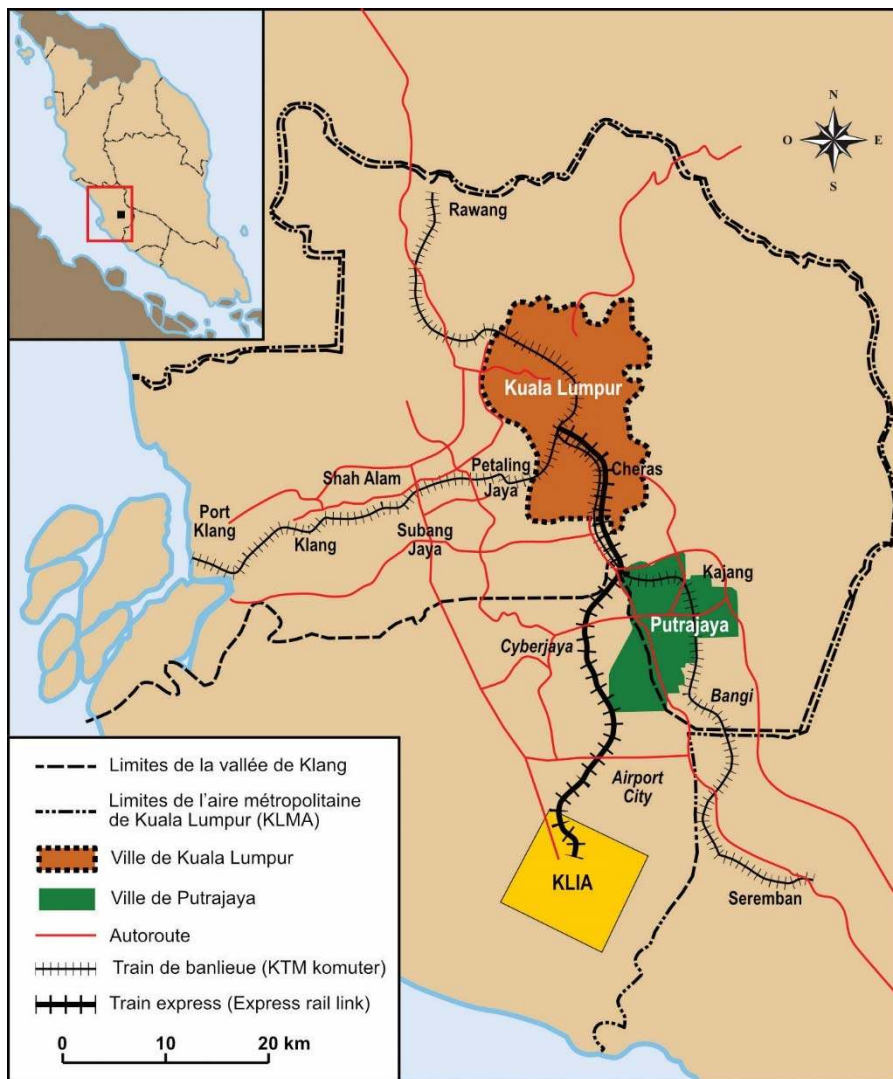 N
O
E
S
Rawang
Kuala Lumpur
Cheras
Petaling
Jaya
Shah Alam
Port
Klang
Klang
Subang
Jaya
Kajang
Putrajaya
Cyberjaya
Bangi
Airport
City
KLIA
Seremban
Limites de la vallée de Klang
Limites de l'aire métropolitaine
de Kuala Lumpur (KLMA)
Ville de Kuala Lumpur
Ville de Putrajaya
Autoroute
Train de banlieue (KTM komuter)
Train express (Express rail link)
0 10 20 km